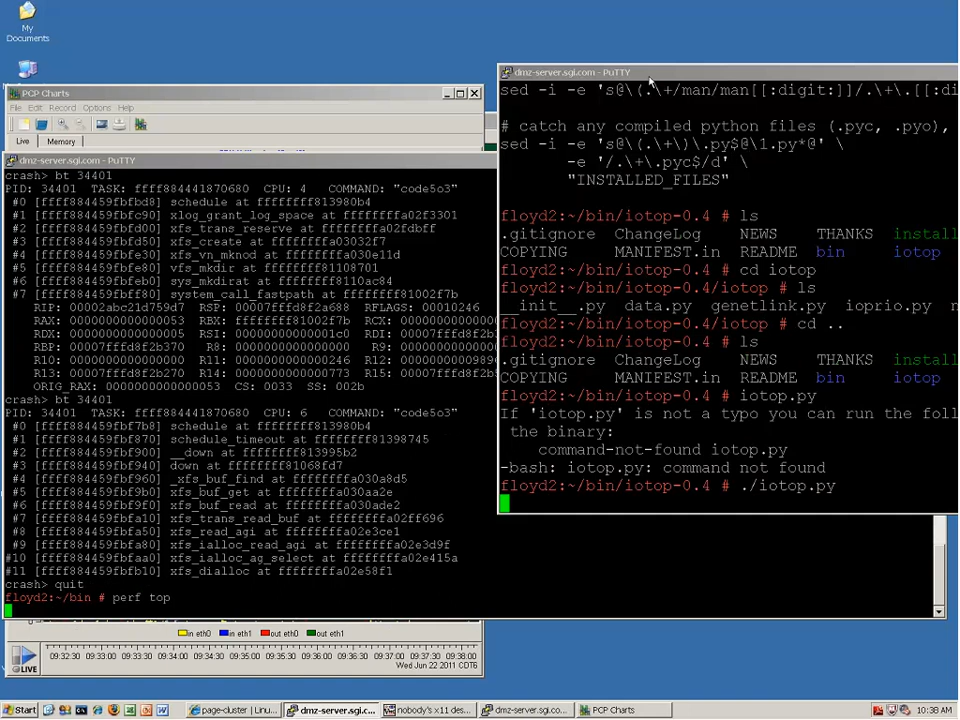 My
Documents
PCP Charts
File Edit Record Options Help
Live Memory
dmz-server.sgi.com - PuTTY
crash> bt 34401
PID: 34401 TASK: ffff884441870680 CPU: 4 COMMAND: "code5o3"
#0 [ffff884459fbfbd8] schedule at ffffffff813980b4
#1 [ffff884459fbfc90] xlog_grant_log_space at ffffffffa02f3301
#2 [ffff884459fbfd00] xfs_trans_reserve at ffffffffa02fdbff
#3 [ffff884459fbfd50] xfs_create at ffffffffa03032f7
#4 [ffff884459fbfe30] xfs_vn_mknod at ffffffffa030e11d
#5 [ffff884459fbfe80] vfs_mkdir at ffffffff81108701
#6 [ffff884459fbfeb0] sys_mkdirat at ffffffff8110ac84
#7 [ffff884459fbff80] system_call_fastpath at ffffffff81002f7b
RIP: 00002abc21d759d7 RSP: 00007fffd8f2a688 RFLAGS: 00010246
RAX: 0000000000000053 RBX: ffffffff81002f7b RCX: 0000000000000
RDX: 0000000000000005 RSI: 00000000000001c0 RDI: 00007fffd8f2b
RBP: 00007fffd8f2b370 R8: 0000000000000000 R9: 0000000000000
R10: 0000000000000000 R11: 0000000000000246 R12: 000000000989
R13: 00007fffd8f2b270 R14: 0000000000000773 R15: 00007fffd8f2b
ORIG_RAX: 0000000000000053 CS: 0033 SS: 002b
crash> bt 34401
PID: 34401 TASK: ffff884441870680 CPU: 6 COMMAND: "code5o3"
#0 [ffff884459fbf7b8] schedule at ffffffff813980b4
#1 [ffff884459fbf870] schedule_timeout at ffffffff81398745
#2 [ffff884459fbf900] __down at ffffffff813995b2
#3 [ffff884459fbf940] down at ffffffff81068fd7
#4 [ffff884459fbf960] _xfs_buf_find at ffffffffa030a8d5
#5 [ffff884459fbf9b0] xfs_buf_get at ffffffffa030aa2e
#6 [ffff884459fbf9f0] xfs_buf_read at ffffffffa030ade2
#7 [ffff884459fbfa10] xfs_trans_read_buf at ffffffffa02ff696
#8 [ffff884459fbfa50] xfs_read_agi at ffffffffa02e3ce1
#9 [ffff884459fbfa80] xfs_ialloc_read_agi at ffffffffa02e3d9f
#10 [ffff884459fbfaa0] xfs_ialloc_ag_select at ffffffffa02e415a
#11 [ffff884459fbfb10] xfs_dialloc at ffffffffa02e58f1
crash> quit
floyd2:~/bin # perf top
dmz-server.sgi.com - PuTTY
sed -i -e 's@\(.\+/man/man[[:digit:]]/.\+\.[[:di
# catch any compiled python files (.pyc, .pyo),
sed -i -e 's@\(.\+\)\.py$@\1.py*@' \
-e '/.\+\.pyc$/d' \
"INSTALLED_FILES"
floyd2:~/bin/iotop-0.4 # ls
.gitignore ChangeLog NEWS THANKS install
COPYING MANIFEST.in README bin iotop
floyd2:~/bin/iotop-0.4 # cd iotop
floyd2:~/bin/iotop-0.4/iotop # ls
__init__.py data.py genetlink.py ioprio.py
floyd2:~/bin/iotop-0.4/iotop # cd ..
floyd2:~/bin/iotop-0.4 # ls
.gitignore ChangeLog NEWS THANKS install
COPYING MANIFEST.in README bin iotop
floyd2:~/bin/iotop-0.4 # iotop.py
If 'iotop.py' is not a typo you can run the foll
the binary:
command-not-found iotop.py
-bash: iotop.py: command not found
floyd2:~/bin/iotop-0.4 # ./iotop.py
in eth0 in eth1 out eth0 out eth1
LIVE
09:32:30 09:33:00 09:33:30 09:34:00 09:34:30 09:35:00 09:35:30 09:36:00 09:36:30 09:37:00 09:37:30 09:38:00
Wed Jun 22 2011 CDT6
Start page-cluster | Linu... dmz-server.sgi.c... nobody's x11 des... dmz-server.sgi.co... PCP Charts 10:38 AM